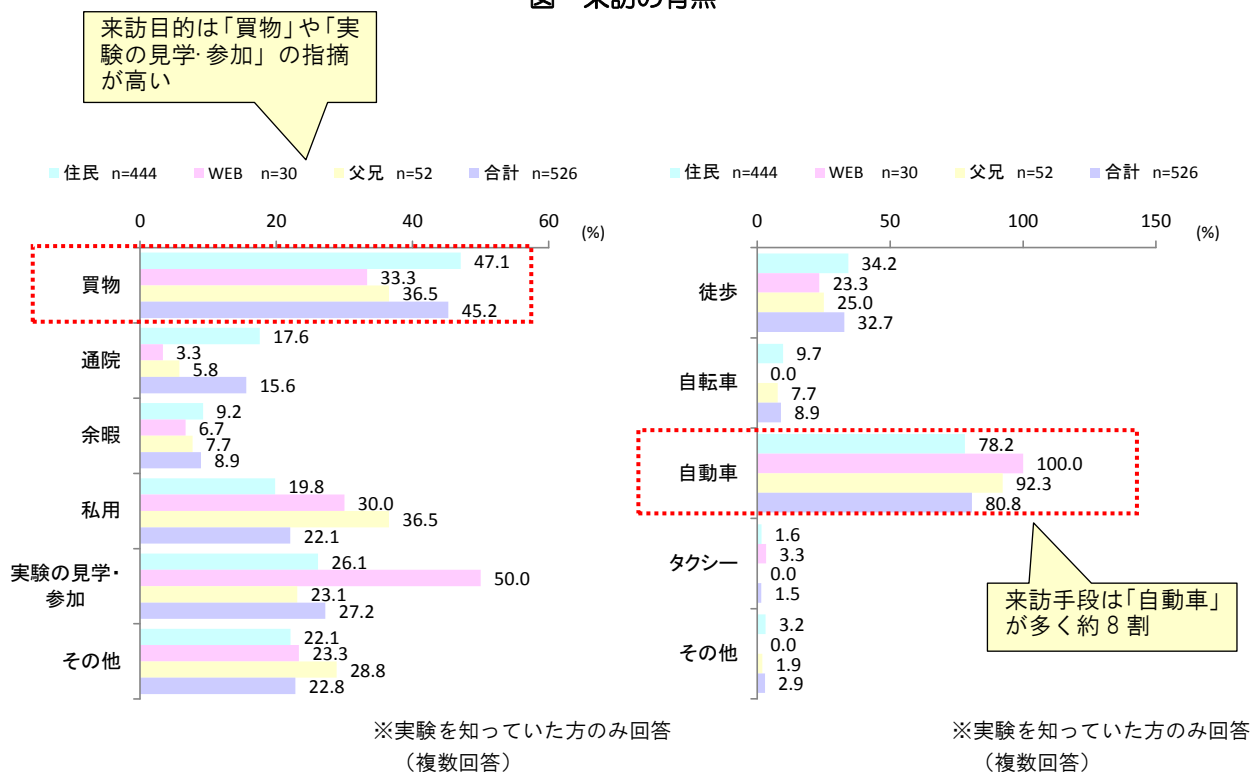 来訪目的は「買物」や「実
験の見学・参加」の指摘
が高い
住民 n=444 WEB n=30 父兄 n=52 合計 n=526
0 20 40 60 (%)
買物 47.1
33.3
36.5
45.2
通院 17.6
3.3
5.8
15.6
余暇 9.2
6.7
7.7
8.9
私用 19.8
30.0
36.5
22.1
実験の見学・
参加
26.1
50.0
23.1
27.2
その他 22.1
23.3
28.8
22.8
※実験を知っていた方のみ回答
（複数回答）
住民 n=444 WEB n=30 父兄 n=52 合計 n=526
0 50 100 150 (%)
徒歩 34.2
23.3
25.0
32.7
自転車 9.7
0.0
7.7
8.9
自動車 78.2
100.0
92.3
80.8
タクシー 1.6
3.3
0.0
1.5
その他 3.2
0.0
1.9
2.9
来訪手段は「自動車」
が多く約８割
※実験を知っていた方のみ回答
（複数回答）